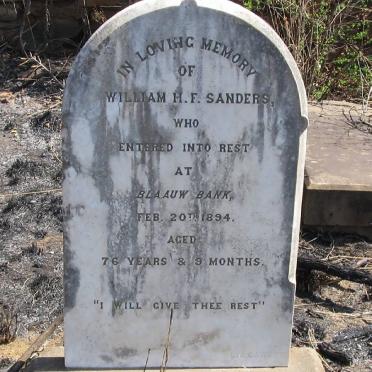 IN LOVING MEMORY
OF
WILLIAM H.F. SANDERS,
WHO
ENTERED INTO REST
AT
BLAAUW BANK,
FEB. 20TH 1894.
AGED
76 YEARS & 9 MONTHS.
"I WILL GIVE THEE REST"